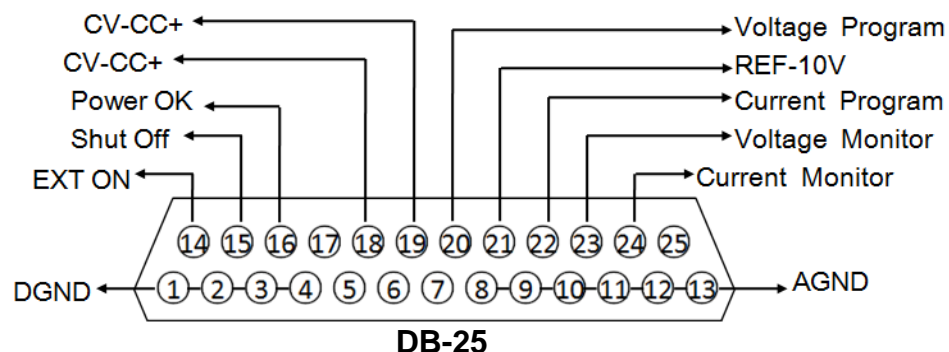 CV-CC+
Voltage Program
CV-CC+
REF-10V
Power OK
Current Program
Shut Off
Voltage Monitor
EXT ON
Current Monitor
14 15 16 17 18 19 20 21 22 23 24 25
DGND
1 2 3 4 5 6 7 8 9 10 11 12 13
AGND
DB-25